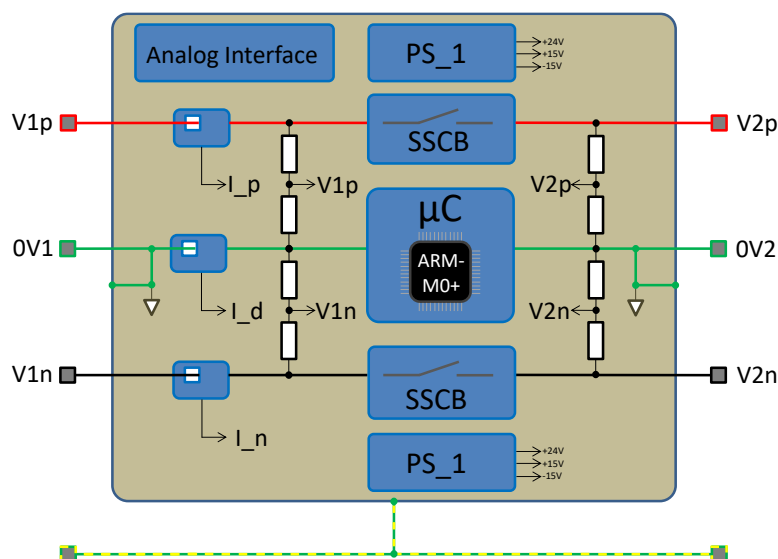 Analog Interface
PS_1
+24V
+15V
-15V
V1p
SSCB
V2p
I_p
V1p
V2p
µC
0V1
ARM-
M0+
0V2
I_d
V1n
V2n
V1n
SSCB
V2n
I_n
PS_1
+24V
+15V
-15V